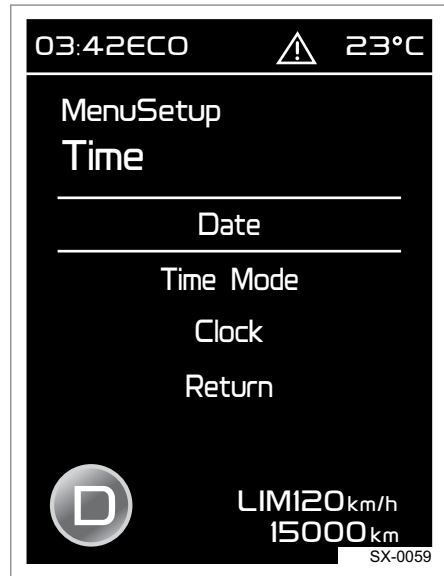 03:42ECO 23°C
MenuSetup
Time
Date
Time Mode
Clock
Return
D
LIM120km/h
15000km
SX-0059